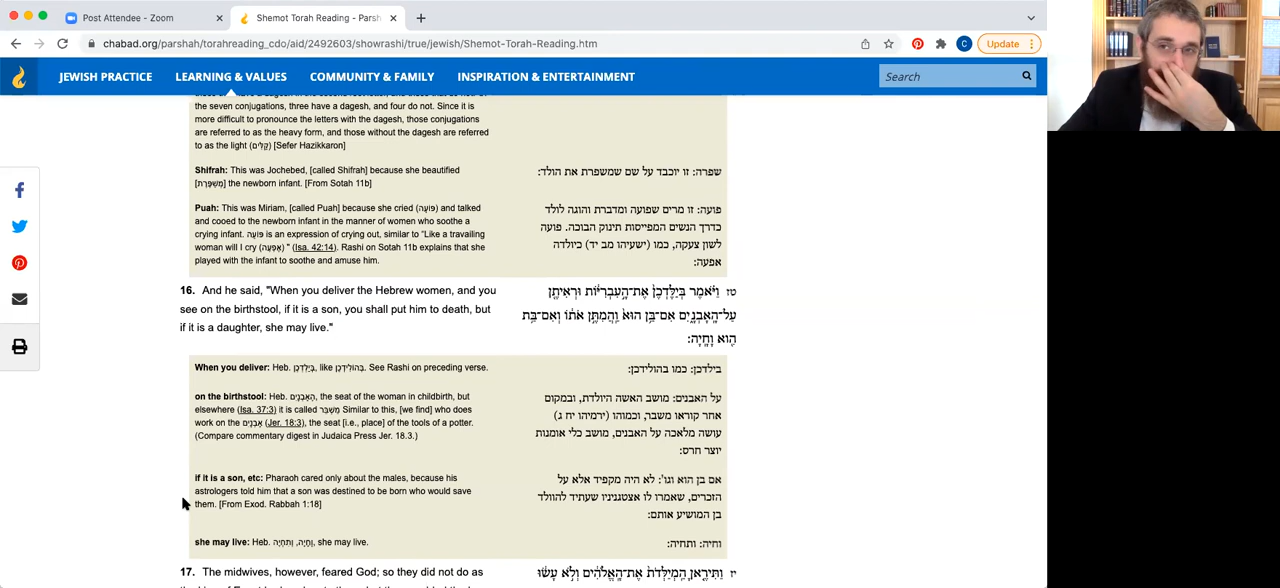 Post Attendee - Zoom
Shemot Torah Reading - Parsh
chabad.org/parshah/torahreading_cdo/aid/2492603/showrashi/true/jewish/Shemot-Torah-Reading.htm
C
Update
JEWISH PRACTICE
LEARNING & VALUES
COMMUNITY & FAMILY
INSPIRATION & ENTERTAINMENT
Search
the seven conjugations, three have a dagesh, and four do not. Since it is
more difficult to pronounce the letters with the dagesh, those conjugations
are referred to as the heavy form, and those without the dagesh are referred
to as the light (קַלִּים) [Sefer Hazikkaron]
Shifrah: This was Jochebed, [called Shifrah] because she beautified
[מְשַׁפֶּרֶת] the newborn infant. [From Sotah 11b]
שפרה: זו יוכבד על שם שמשפרת את הולד:
Puah: This was Miriam, [called Puah] because she cried (פּוֹעָה) and talked
and cooed to the newborn infant in the manner of women who soothe a
crying infant. פּוֹעָה is an expression of crying out, similar to "Like a travailing
woman will I cry (אֶפְעֶה) " (Isa. 42:14). Rashi on Sotah 11b explains that she
played with the infant to soothe and amuse him.
פועה: זו מרים שפועה ומדברת והוגה לולד
כדרך הנשים המפייסות תינוק הבוכה. פועה
לשון צעקה, כמו (ישעיהו מב יד) כיולדה
אפעה:
16. And he said, "When you deliver the Hebrew women, and you
see on the birthstool, if it is a son, you shall put him to death, but
if it is a daughter, she may live."
טז וַיֹּאמֶר בְּיַלֶּדְכֶן אֶת־הָעִבְרִיּוֹת וּרְאִיתֶן
עַל־הָאָבְנָיִם אִם־בֵּן הוּא וַהֲמִתֶּן אֹתוֹ וְאִם־בַּת
הִוא וָחָיָה:
When you deliver: Heb. בְּיַלֶּדְכֶן, like בְּהוֹלִידְכֶן. See Rashi on preceding verse.
בילדכן: כמו בהולידכן:
on the birthstool: Heb. הָאָבְנָיִם, the seat of the woman in childbirth, but
elsewhere (Isa. 37:3) it is called מַשְׁבֵּר Similar to this, [we find] who does
work on the אָבְנָיִם (Jer. 18:3), the seat [i.e., place] of the tools of a potter.
(Compare commentary digest in Judaica Press Jer. 18.3.)
על האבנים: מושב האשה היולדת, ובמקום
אחר קוראו משבר, וכמוהו (ירמיהו יח ג)
עושה מלאכה על האבנים, מושב כלי אומנות
יוצר חרס:
if it is a son, etc: Pharaoh cared only about the males, because his
astrologers told him that a son was destined to be born who would save
them. [From Exod. Rabbah 1:18]
אם בן הוא וגו': לא היה מקפיד אלא על
הזכרים, שאמרו לו אצטגניניו שעתיד להוולד
בן המושיע אותם:
she may live: Heb. וָחָיָה, וְתִחְיֶה, she may live.
וחיה: ותחיה:
17. The midwives, however, feared God; so they did not do as
יז וַתִּירֶאןָ הַמְיַלְּדֹת אֶת־הָאֱלֹהִים וְלֹא עָשׂוּ